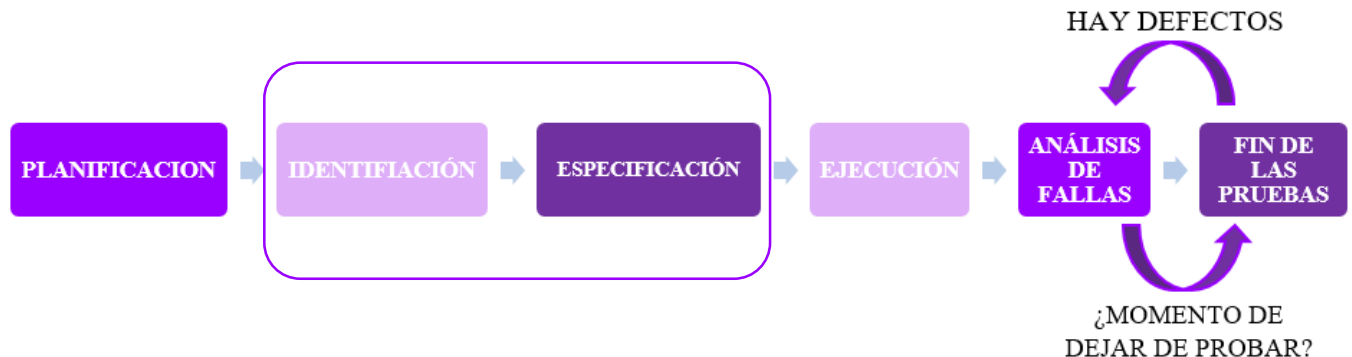 HAY DEFECTOS
PLANIFICACION
IDENTIFIACIÓN
ESPECIFICACIÓN
EJECUCIÓN
ANÁLISIS
DE
FALLAS
FIN DE
LAS
PRUEBAS
¿MOMENTO DE
DEJAR DE PROBAR?